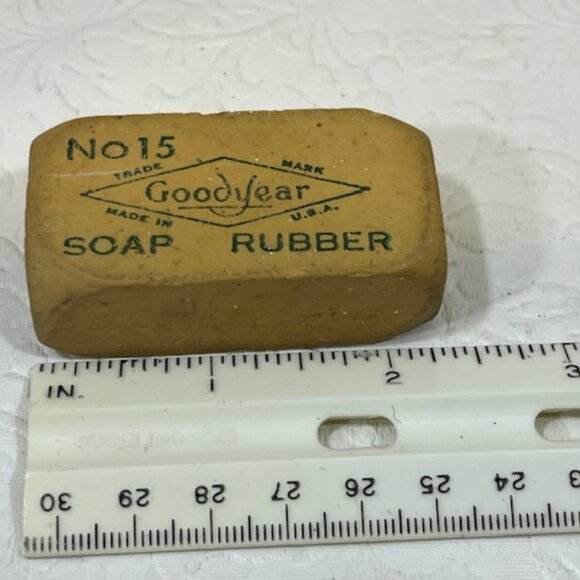 No 15
TRADE MARK
GoodYear
MADE IN U.S.A.
SOAP RUBBER
IN. 1 2 3
30 29 28 27 26 25 24